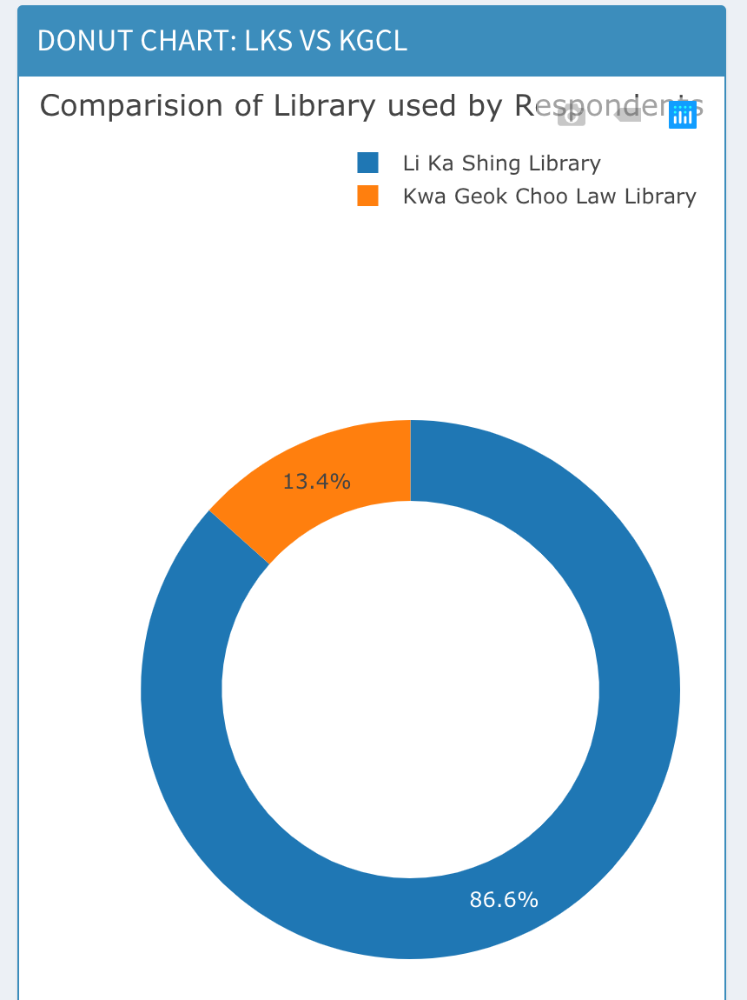 DONUT CHART: LKS VS KGCL
Comparision of Library used by Respondents
Li Ka Shing Library
Kwa Geok Choo Law Library
13.4%
86.6%